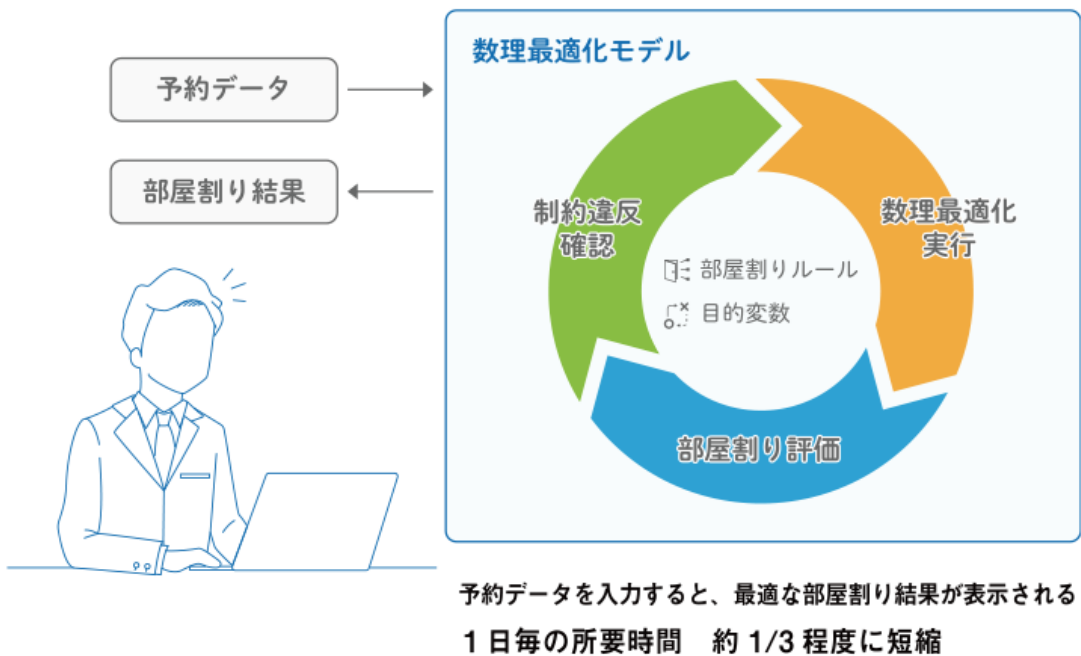 数理最適化モデル
予約データ
部屋割り結果
制約違反
確認
数理最適化
実行
部屋割りルール
目的変数
部屋割り評価
予約データを入力すると、最適な部屋割り結果が表示される
1日毎の所要時間 約1/3程度に短縮